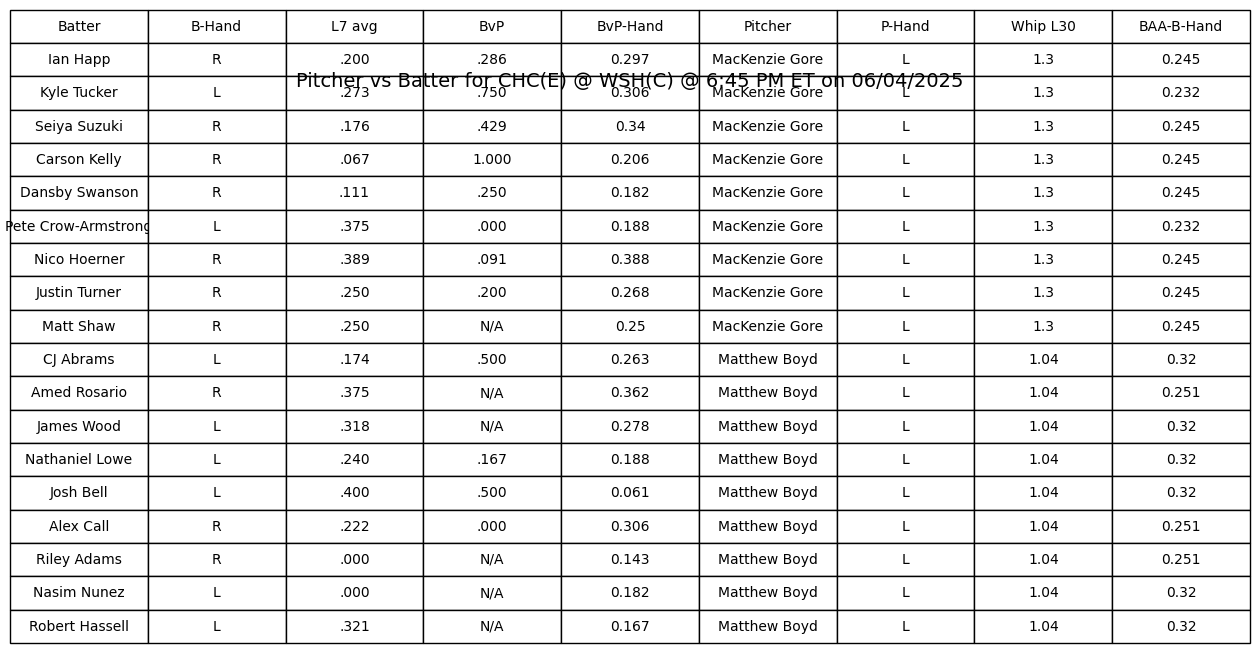 Batter B-Hand L7 avg BvP BvP-Hand Pitcher P-Hand Whip L30 BAA-B-Hand
Ian Happ R .200 .286 0.297 MacKenzie Gore L 1.3 0.245
Pitcher vs Batter for CHC(E) @ WSH(C) @ 6:45 PM ET on 06/04/2025
Kyle Tucker L .273 .750 0.306 MacKenzie Gore L 1.3 0.232
Seiya Suzuki R .176 .429 0.34 MacKenzie Gore L 1.3 0.245
Carson Kelly R .067 1.000 0.206 MacKenzie Gore L 1.3 0.245
Dansby Swanson R .111 .250 0.182 MacKenzie Gore L 1.3 0.245
Pete Crow-Armstrong L .375 .000 0.188 MacKenzie Gore L 1.3 0.232
Nico Hoerner R .389 .091 0.388 MacKenzie Gore L 1.3 0.245
Justin Turner R .250 .200 0.268 MacKenzie Gore L 1.3 0.245
Matt Shaw R .250 N/A 0.25 MacKenzie Gore L 1.3 0.245
CJ Abrams L .174 .500 0.263 Matthew Boyd L 1.04 0.32
Amed Rosario R .375 N/A 0.362 Matthew Boyd L 1.04 0.251
James Wood L .318 N/A 0.278 Matthew Boyd L 1.04 0.32
Nathaniel Lowe L .240 .167 0.188 Matthew Boyd L 1.04 0.32
Josh Bell L .400 .500 0.061 Matthew Boyd L 1.04 0.32
Alex Call R .222 .000 0.306 Matthew Boyd L 1.04 0.251
Riley Adams R .000 N/A 0.143 Matthew Boyd L 1.04 0.251
Nasim Nunez L .000 N/A 0.182 Matthew Boyd L 1.04 0.32
Robert Hassell L .321 N/A 0.167 Matthew Boyd L 1.04 0.32